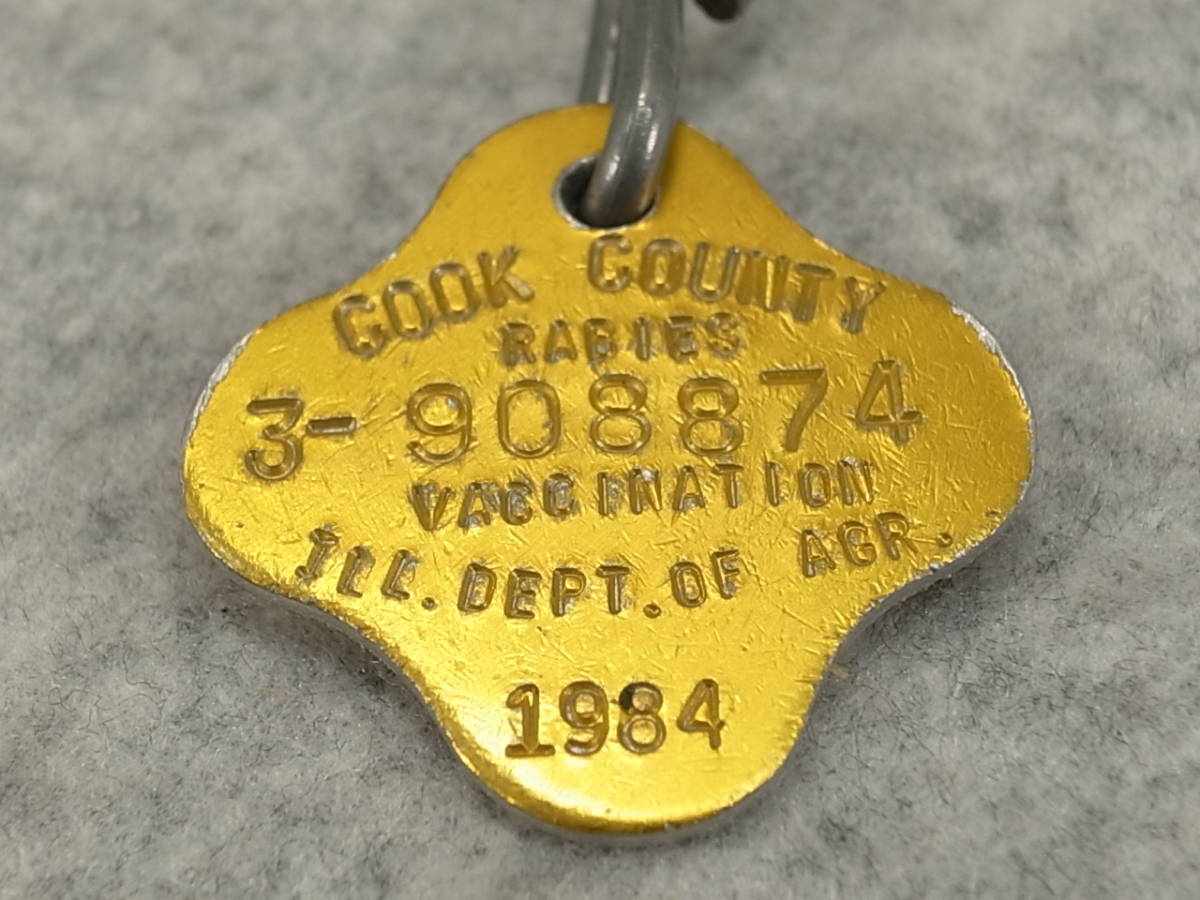 COOK COUNTY
RABIES
3-908874
VACCINATION
ILL. DEPT. OF AGR.
1984